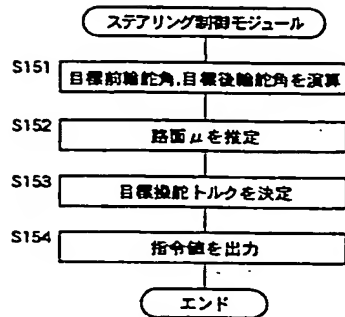 ステアリング制御モジュール
S151
目標前輪舵角,目標後輪舵角を演算
S152
路面μを推定
S153
目標操舵トルクを決定
S154
指令値を出力
エンド